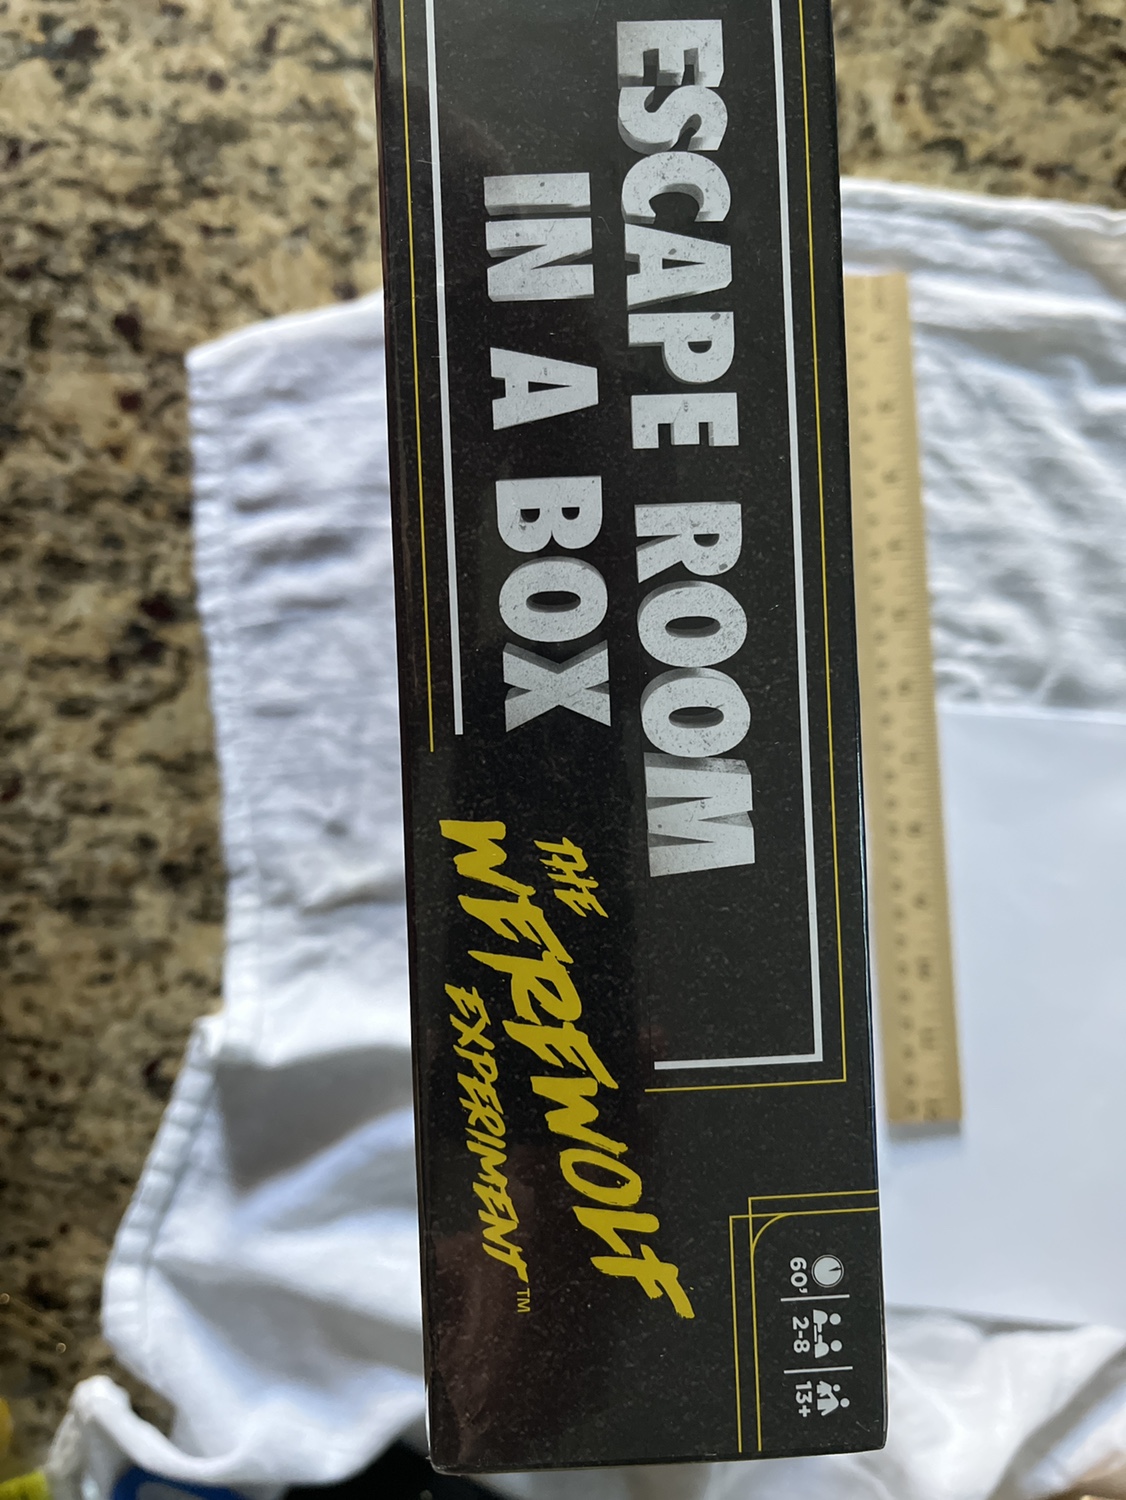 ESCAPE ROOM
IN A BOX
THE
WEREWOLF
EXPERIMENT™
60' | 2-8 | 13+